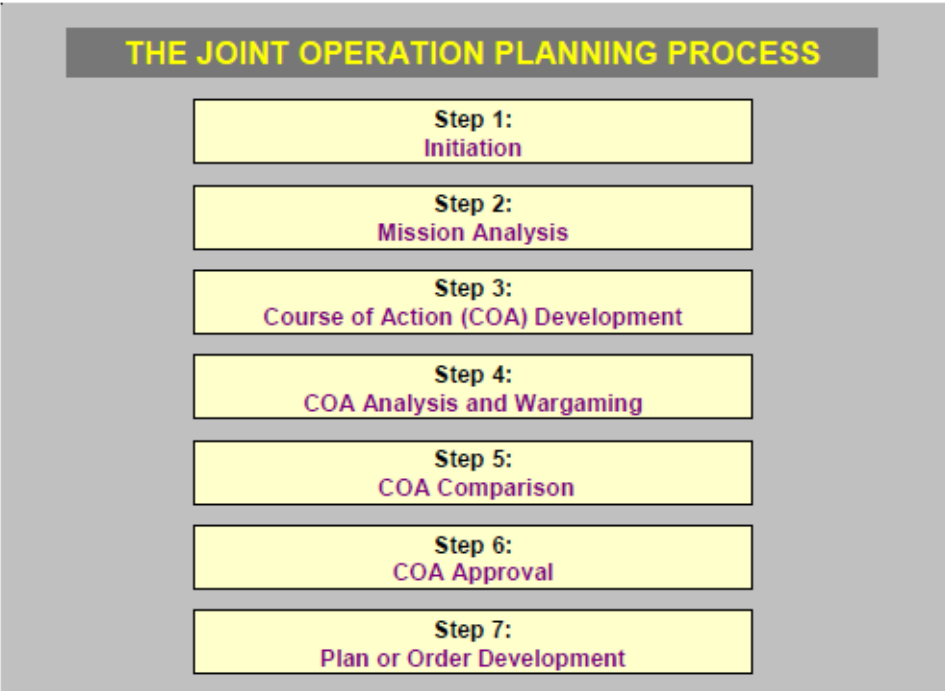 THE JOINT OPERATION PLANNING PROCESS
Step 1:
Initiation
Step 2:
Mission Analysis
Step 3:
Course of Action (COA) Development
Step 4:
COA Analysis and Wargaming
Step 5:
COA Comparison
Step 6:
COA Approval
Step 7:
Plan or Order Development